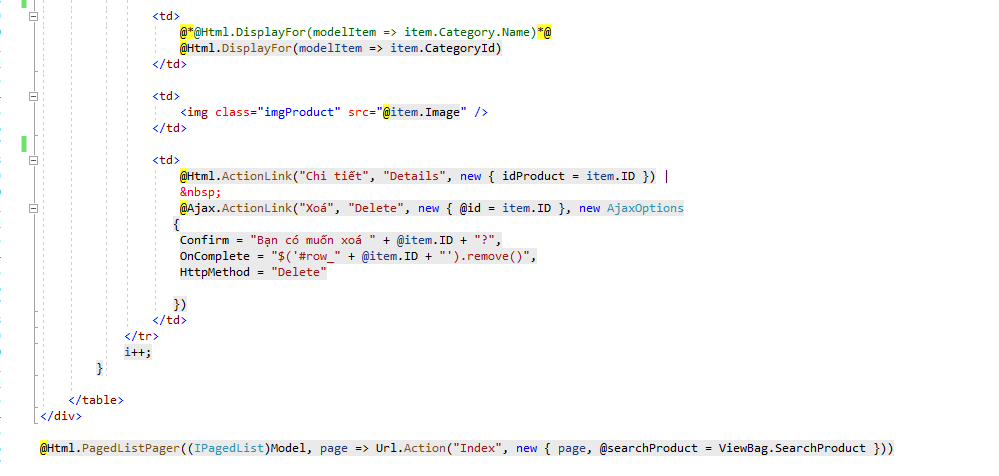 <td>
@*@Html.DisplayFor(modelItem => item.Category.Name)*@
@Html.DisplayFor(modelItem => item.CategoryId)
</td>
<td>
<img class="imgProduct" src="@item.Image" />
</td>
<td>
@Html.ActionLink("Chi tiết", "Details", new { idProduct = item.ID }) |
&nbsp;
@Ajax.ActionLink("Xoá", "Delete", new { @id = item.ID }, new AjaxOptions
{
Confirm = "Bạn có muốn xoá " + @item.ID + "?",
OnComplete = "$('#row_" + @item.ID + "').remove()",
HttpMethod = "Delete"
})
</td>
</tr>
i++;
}
</table>
</div>
@Html.PagedListPager((IPagedList)Model, page => Url.Action("Index", new { page, @searchProduct = ViewBag.SearchProduct }))